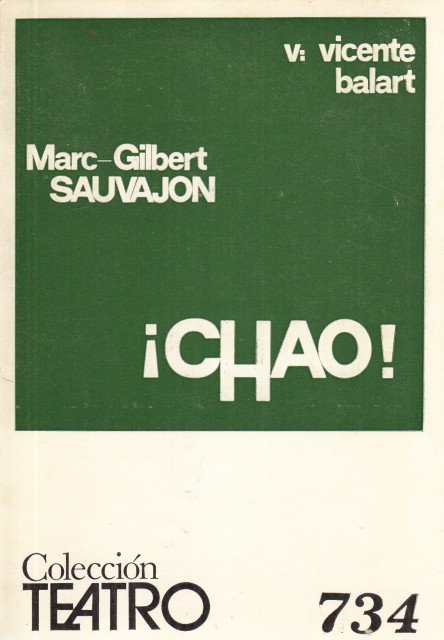 v: vicente
balart
Marc-Gilbert
SAUVAJON
¡CHAO!
Colección
TEATRO
734